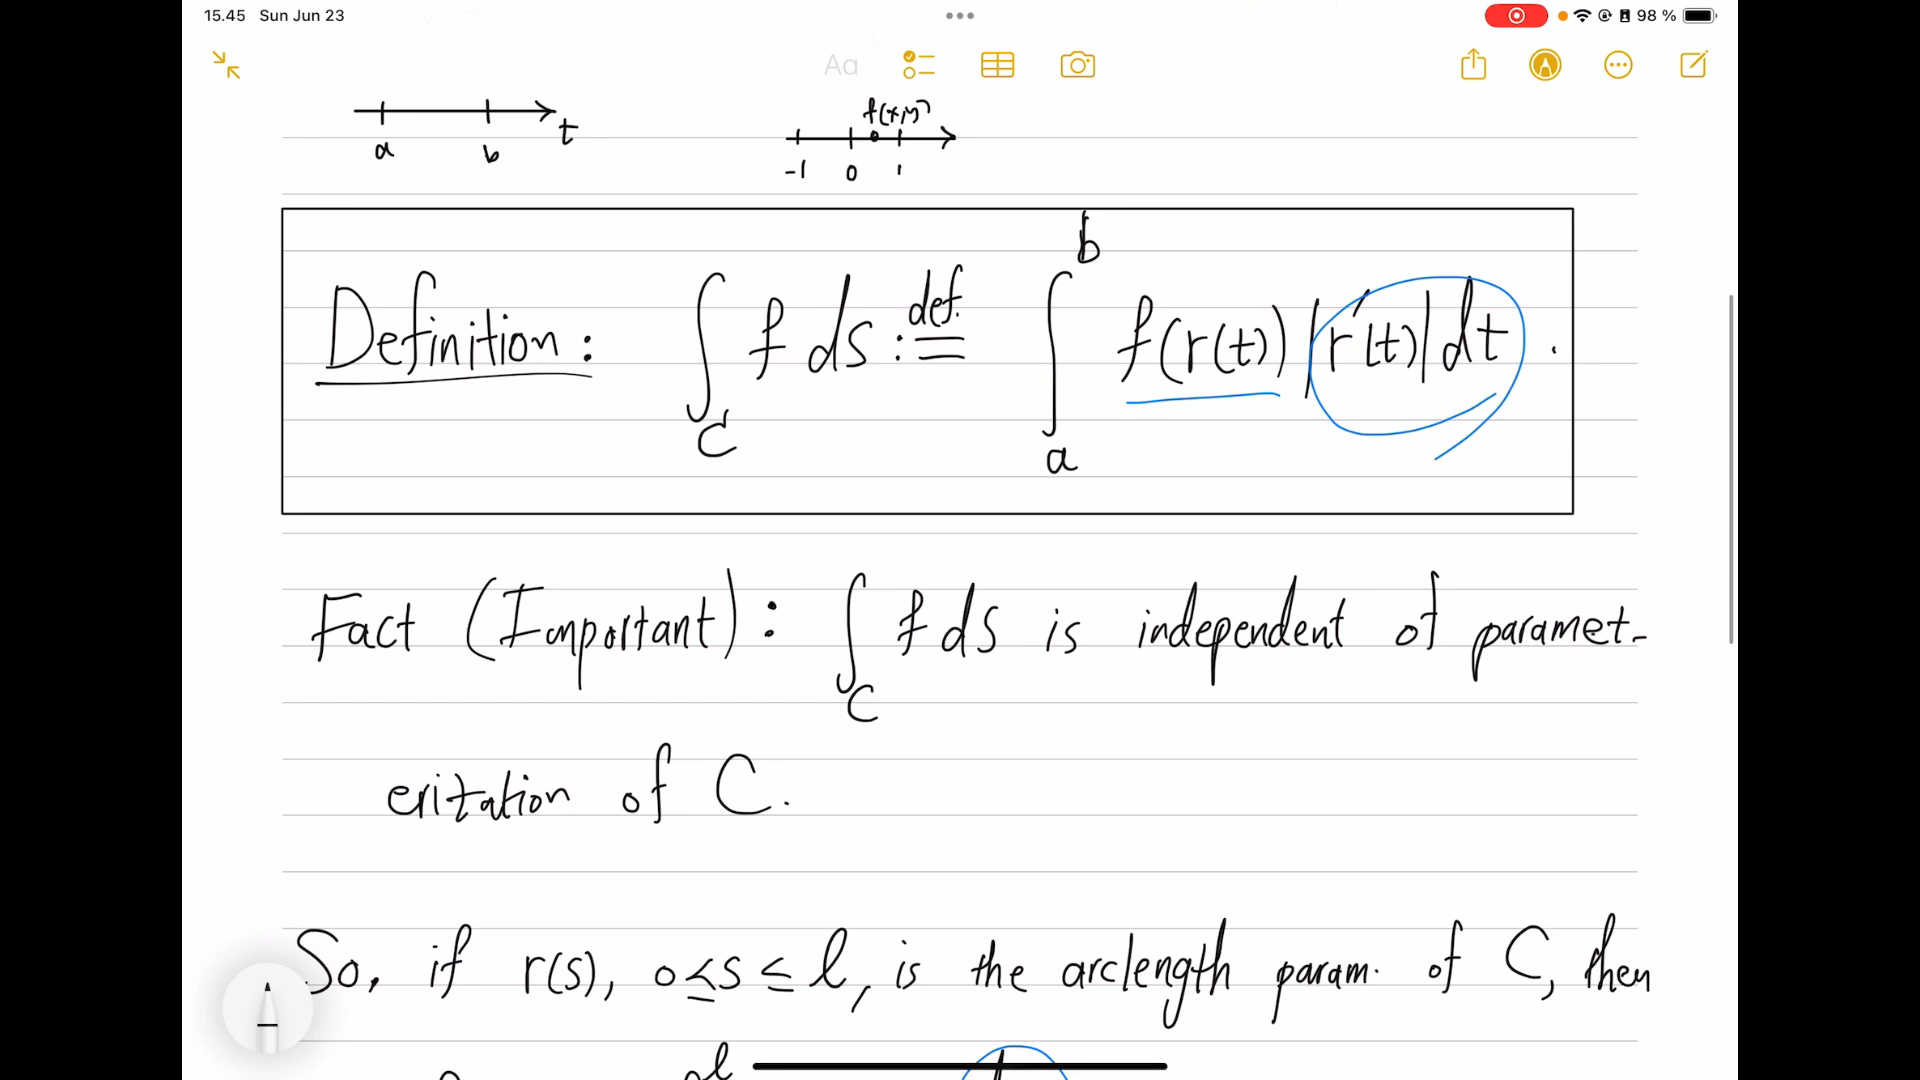 15.45 Sun Jun 23
98 %
Aa
a b t
f(x,y)
-1 0 1
Definition: ∫_C f ds :=^{def.} ∫_a^b f(r(t)) |r'(t)| dt.
Fact (Important): ∫_C f ds is independent of paramet-
erization of C.
So, if r(s), 0≤s≤l, is the arclength param. of C, then
l